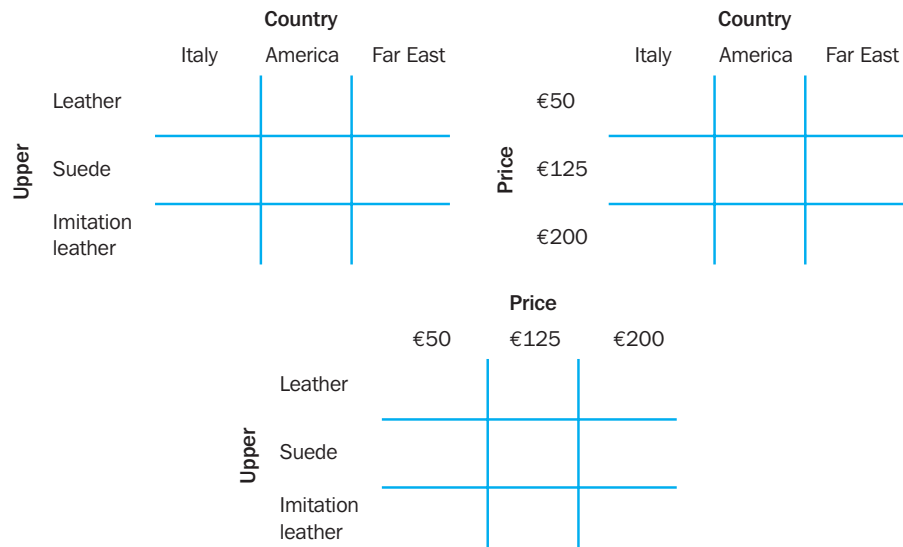 Country
Italy America Far East
Upper
Leather
Suede
Imitation
leather
Country
Italy America Far East
Price
€50
€125
€200
Price
€50 €125 €200
Upper
Leather
Suede
Imitation
leather